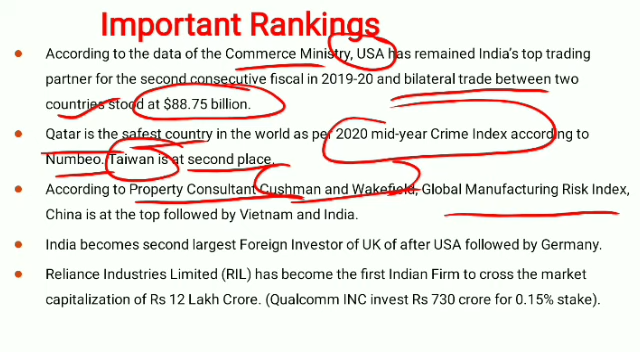 Important Rankings
According to the data of the Commerce Ministry, USA has remained India's top trading
partner for the second consecutive fiscal in 2019-20 and bilateral trade between two
countries stood at $88.75 billion.
Qatar is the safest country in the world as per 2020 mid-year Crime Index according to
Numbeo. Taiwan is at second place.
According to Property Consultant Cushman and Wakefield, Global Manufacturing Risk Index,
China is at the top followed by Vietnam and India.
India becomes second largest Foreign Investor of UK of after USA followed by Germany.
Reliance Industries Limited (RIL) has become the first Indian Firm to cross the market
capitalization of Rs 12 Lakh Crore. (Qualcomm INC invest Rs 730 crore for 0.15% stake).